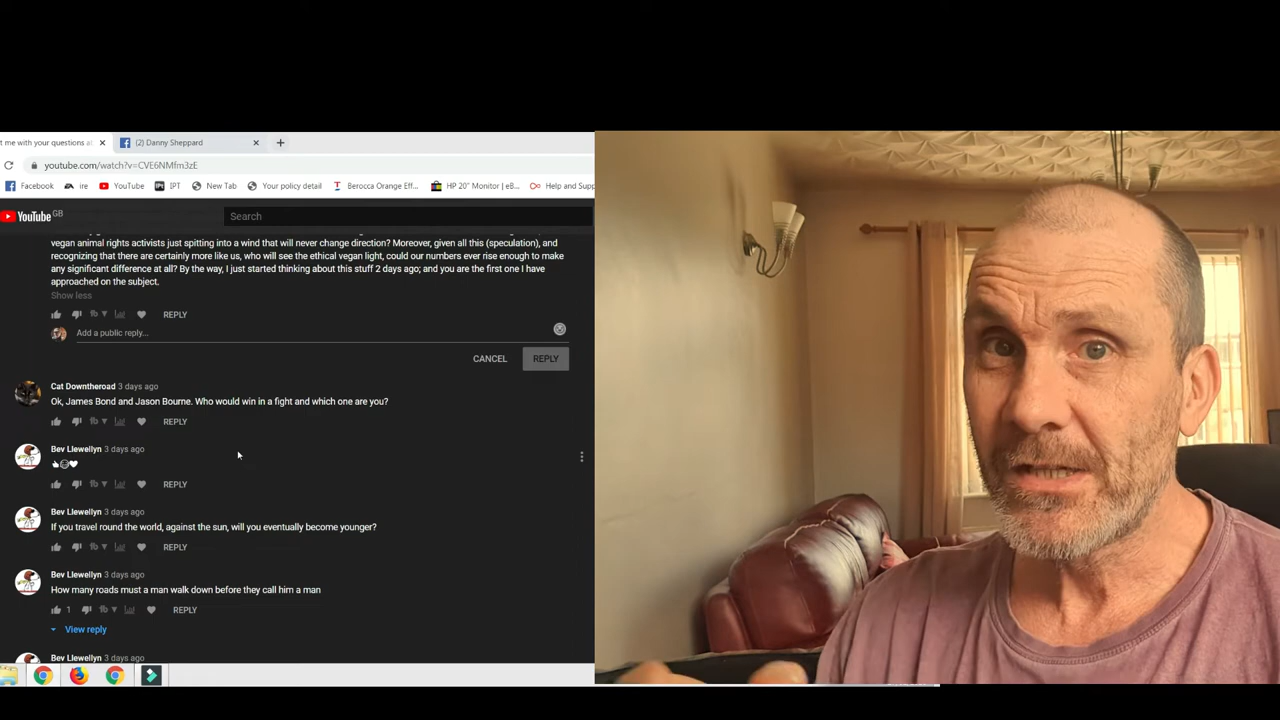 t me with your questions at
(2) Danny Sheppard
youtube.com/watch?v=CVE6NMfm3zE
Facebook
ire
YouTube
IPT
New Tab
Your policy detail
Berocca Orange Eff...
HP 20" Monitor | eB...
Help and Supp
YouTube GB
Search
vegan animal rights activists just spitting into a wind that will never change direction? Moreover, given all this (speculation), and
recognizing that there are certainly more like us, who will see the ethical vegan light, could our numbers ever rise enough to make
any significant difference at all? By the way, I just started thinking about this stuff 2 days ago; and you are the first one I have
approached on the subject.
Show less
REPLY
Add a public reply...
CANCEL
REPLY
Cat Downtheroad 3 days ago
Ok, James Bond and Jason Bourne. Who would win in a fight and which one are you?
REPLY
Bev Llewellyn 3 days ago
REPLY
Bev Llewellyn 3 days ago
If you travel round the world, against the sun, will you eventually become younger?
REPLY
Bev Llewellyn 3 days ago
How many roads must a man walk down before they call him a man
1
REPLY
View reply
Bev Llewellyn 3 days ago